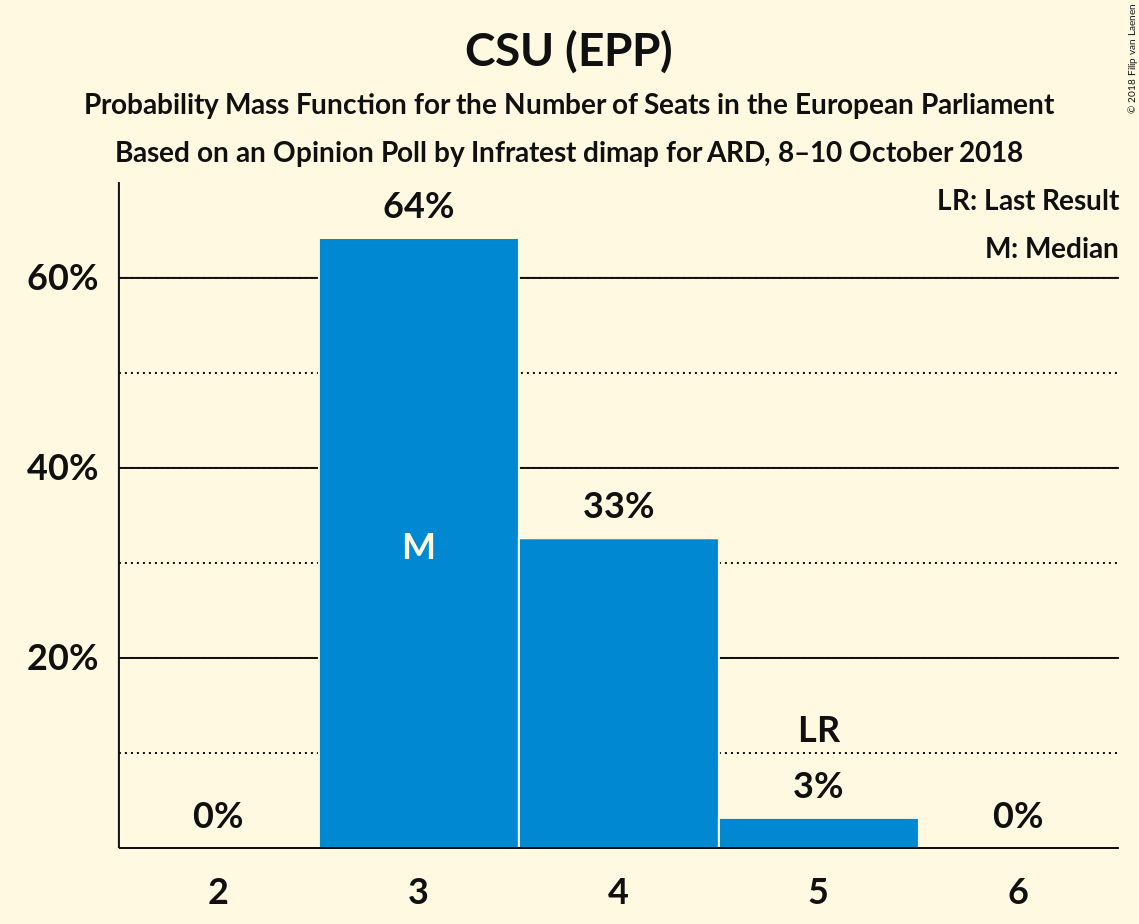 CSU (EPP)
Probability Mass Function for the Number of Seats in the European Parliament
Based on an Opinion Poll by Infratest dimap for ARD, 8–10 October 2018
© 2018 Filip van Laenen
LR: Last Result
M: Median
64%
60%
40%
33%
M
20%
LR
3%
0%
0%
2
3
4
5
6